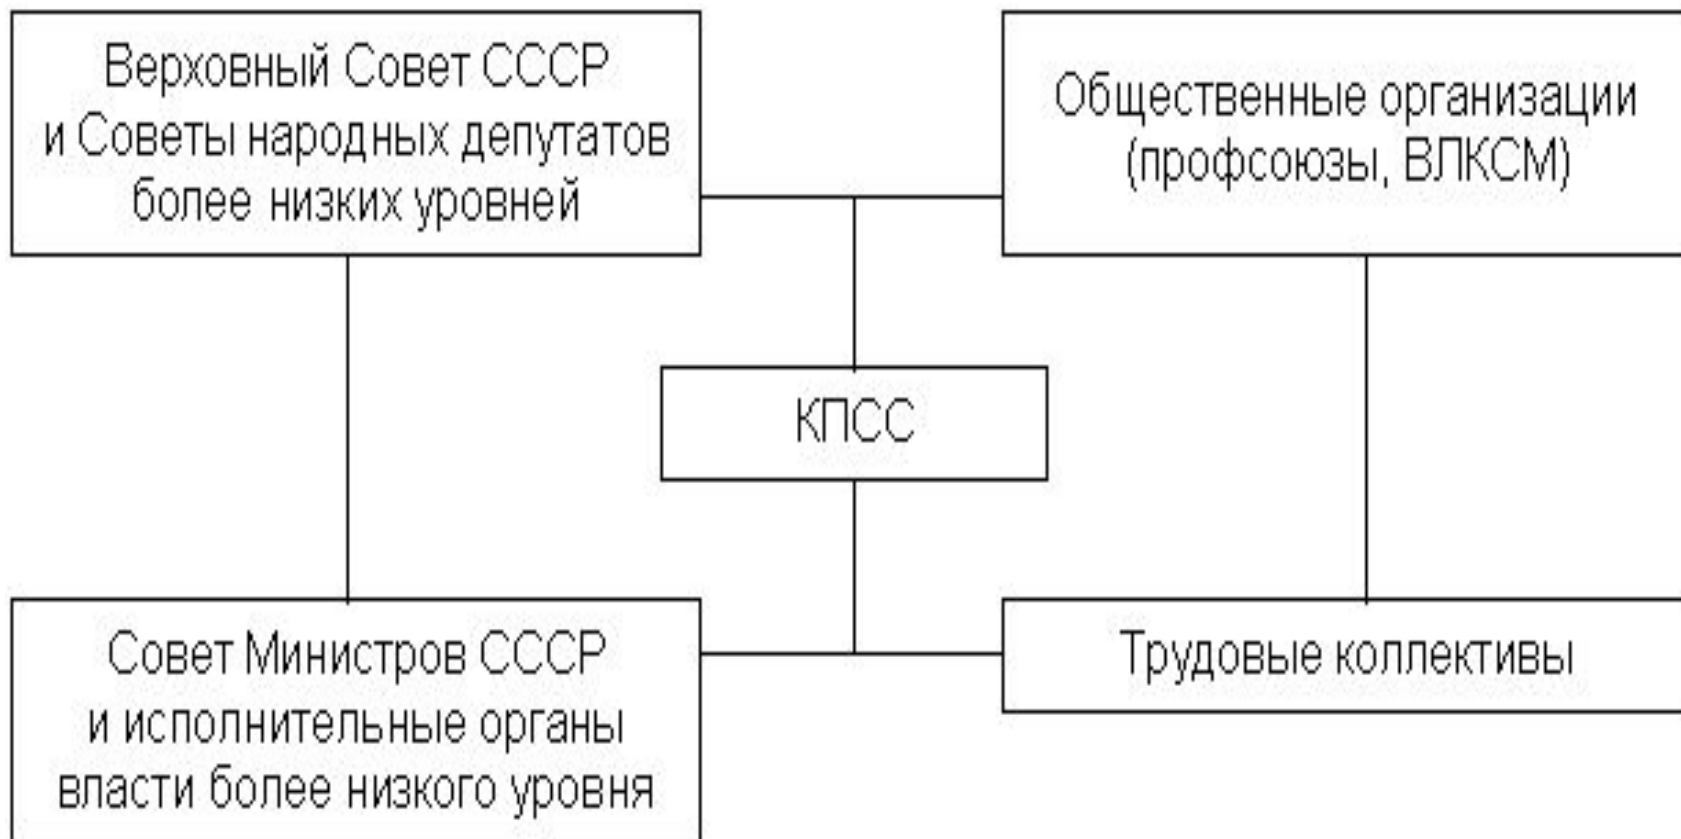 Верховный Совет СССР
и Советы народных депутатов
более низких уровней
Общественные организации
(профсоюзы, ВЛКСМ)
КПСС
Совет Министров СССР
и исполнительные органы
власти более низкого уровня
Трудовые коллективы